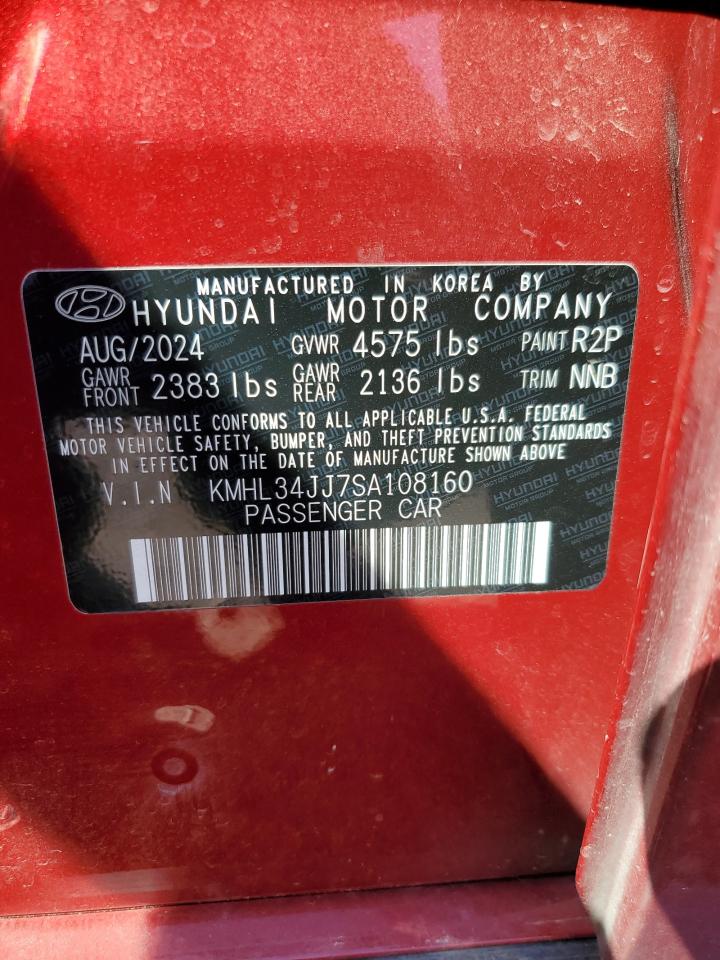 MANUFACTURED IN KOREA BY
HYUNDAI MOTOR COMPANY
AUG/2024 GVWR 4575 lbs PAINT R2P
GAWR FRONT 2383 lbs GAWR REAR 2136 lbs TRIM NNB
THIS VEHICLE CONFORMS TO ALL APPLICABLE U.S.A. FEDERAL
MOTOR VEHICLE SAFETY, BUMPER, AND THEFT PREVENTION STANDARDS
IN EFFECT ON THE DATE OF MANUFACTURE SHOWN ABOVE
V.I.N KMHL34JJ7SA108160
PASSENGER CAR